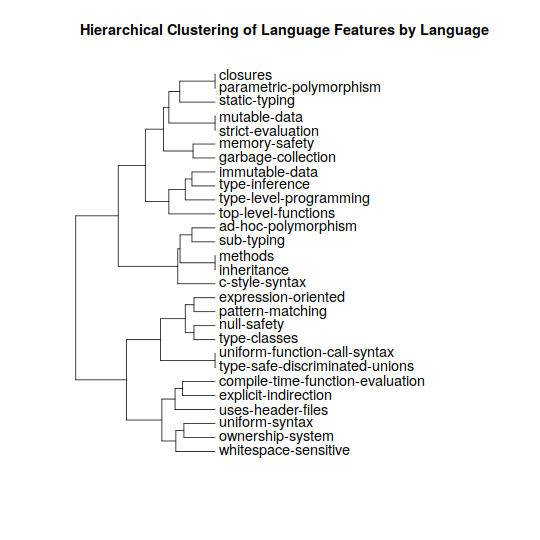 Hierarchical Clustering of Language Features by Language
closures
parametric-polymorphism
static-typing
mutable-data
strict-evaluation
memory-safety
garbage-collection
immutable-data
type-inference
type-level-programming
top-level-functions
ad-hoc-polymorphism
sub-typing
methods
inheritance
c-style-syntax
expression-oriented
pattern-matching
null-safety
type-classes
uniform-function-call-syntax
type-safe-discriminated-unions
compile-time-function-evaluation
explicit-indirection
uses-header-files
uniform-syntax
ownership-system
whitespace-sensitive